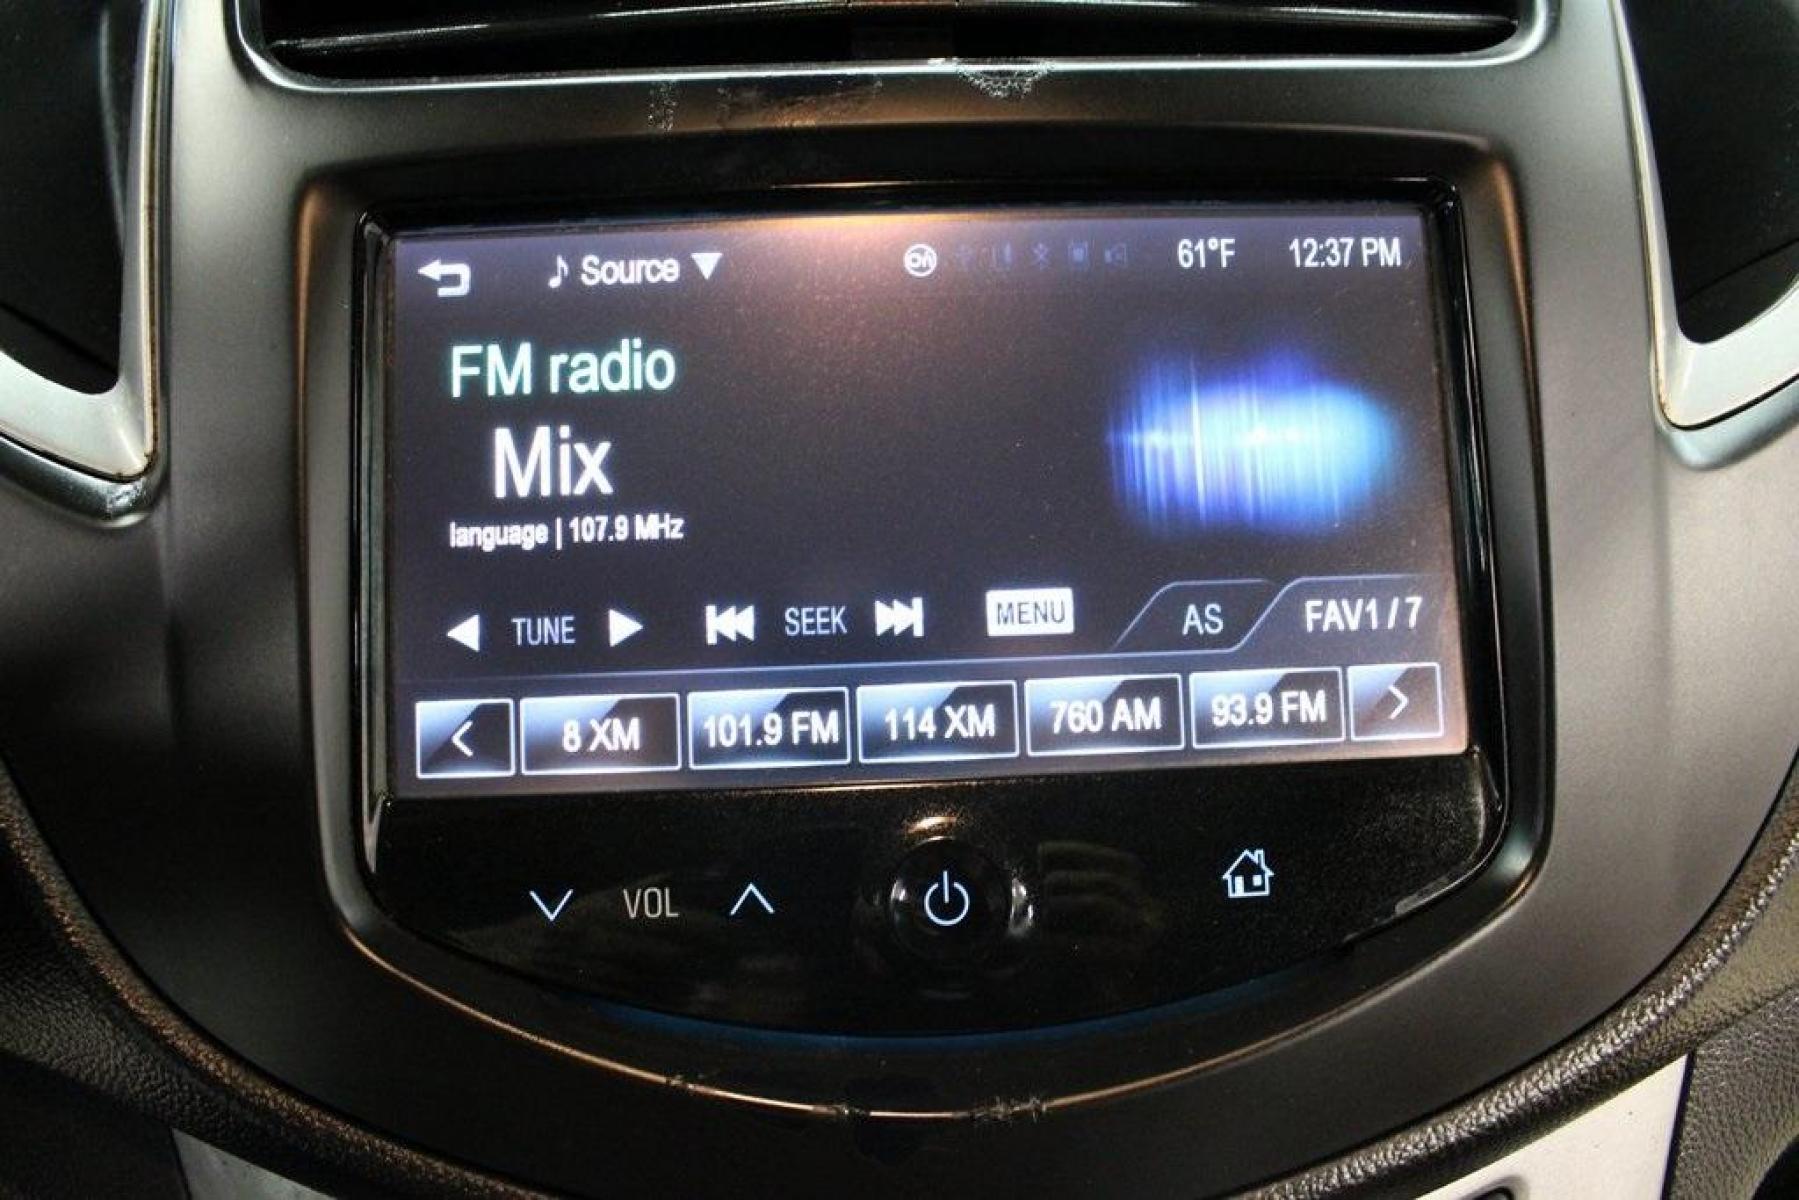 Source 61°F 12:37 PM
FM radio
Mix
language | 107.9 MHz
TUNE SEEK MENU AS FAV1 / 7
< 8 XM 101.9 FM 114 XM 760 AM 93.9 FM >
VOL